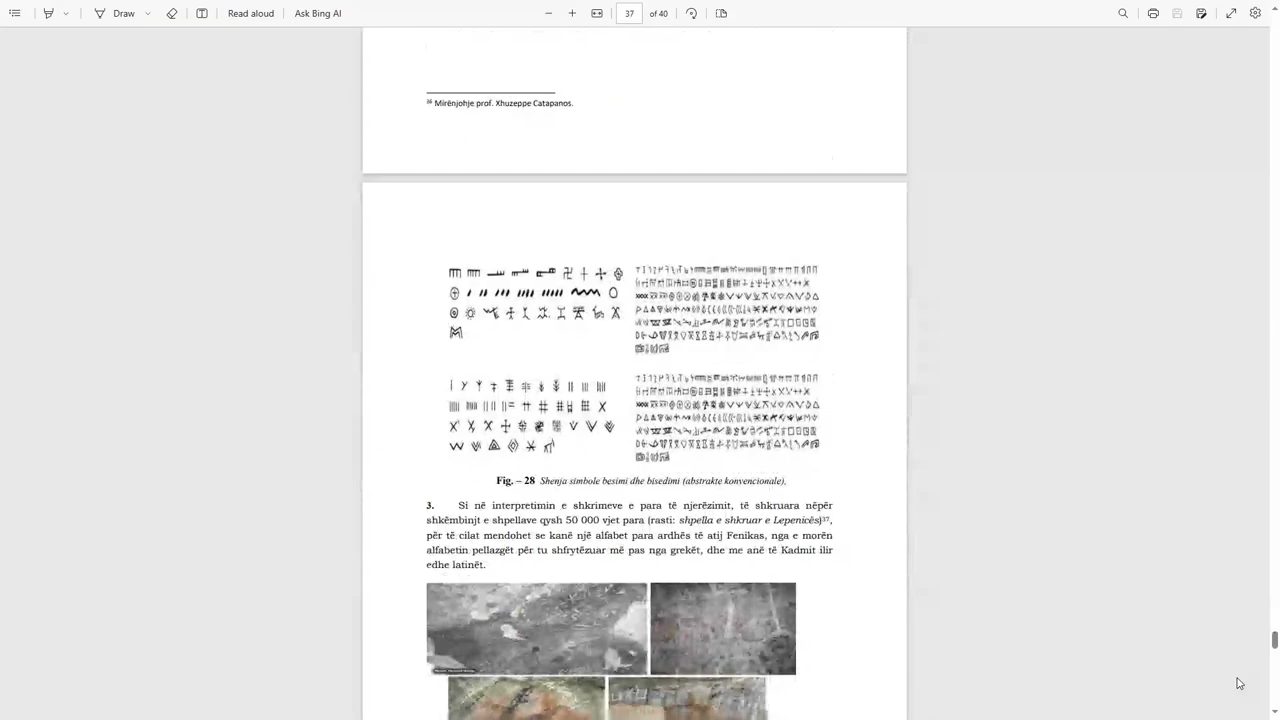 Draw
Read aloud
Ask Bing AI
37
of 40
36 Mirënjohje prof. Xhuzeppe Catapanos.
Fig. – 28 Shenja simbole besimi dhe bisedimi (abstrakte konvencionale).
3. Si në interpretimin e shkrimeve e para të njerëzimit, të shkruara nëpër
shkëmbinjt e shpellave qysh 50 000 vjet para (rasti: shpella e shkruar e Lepenicës)37,
për të cilat mendohet se kanë një alfabet para ardhës të atij Fenikas, nga e morën
alfabetin pellazgët për tu shfrytëzuar më pas nga grekët, dhe me anë të Kadmit ilir
edhe latinët.